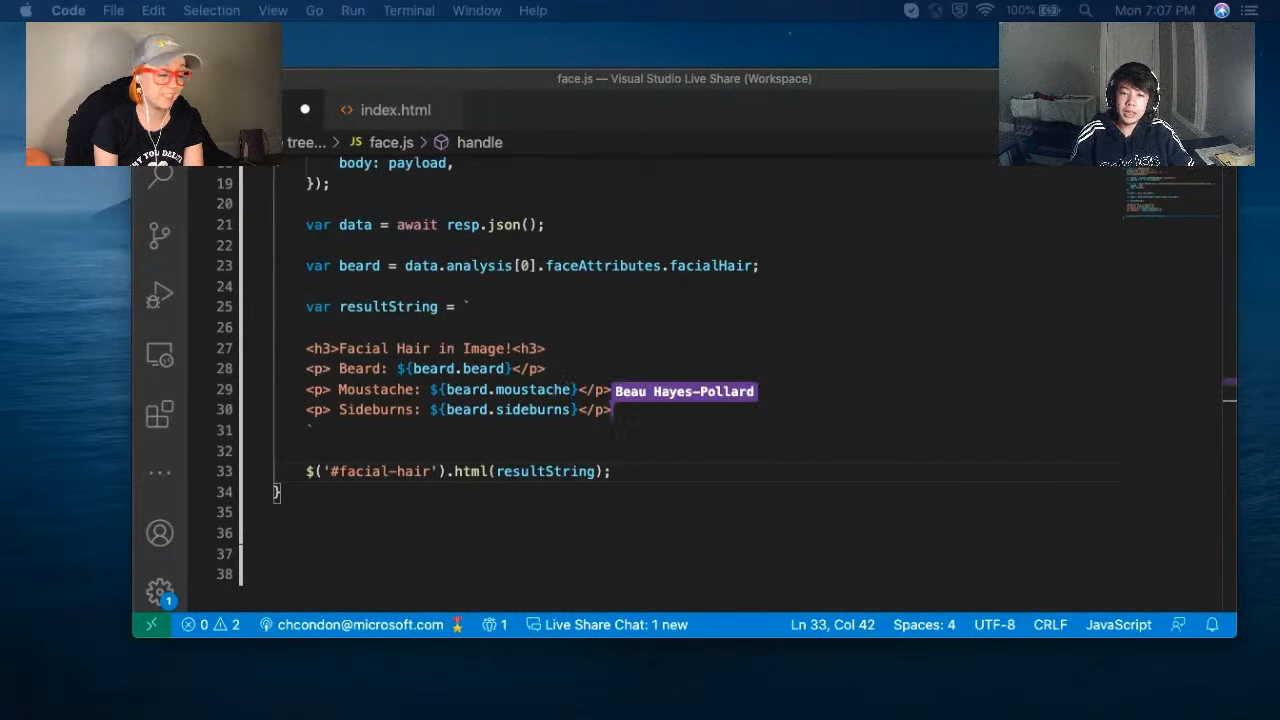 Code File Edit Selection View Go Run Terminal Window Help 100% Mon 7:07 PM
face.js — Visual Studio Live Share (Workspace)
<> index.html
tree... > JS face.js > handle
body: payload,
19 });
20
21 var data = await resp.json();
22
23 var beard = data.analysis[0].faceAttributes.facialHair;
24
25 var resultString = `
26
27 <h3>Facial Hair in Image!<h3>
28 <p> Beard: ${beard.beard}</p>
29 <p> Moustache: ${beard.moustache}</p> Beau Hayes-Pollard
30 <p> Sideburns: ${beard.sideburns}</p>
31 `
32
33 $('#facial-hair').html(resultString);
34 }
35
36
37
38
1
0 2 chcondon@microsoft.com 1 Live Share Chat: 1 new Ln 33, Col 42 Spaces: 4 UTF-8 CRLF JavaScript